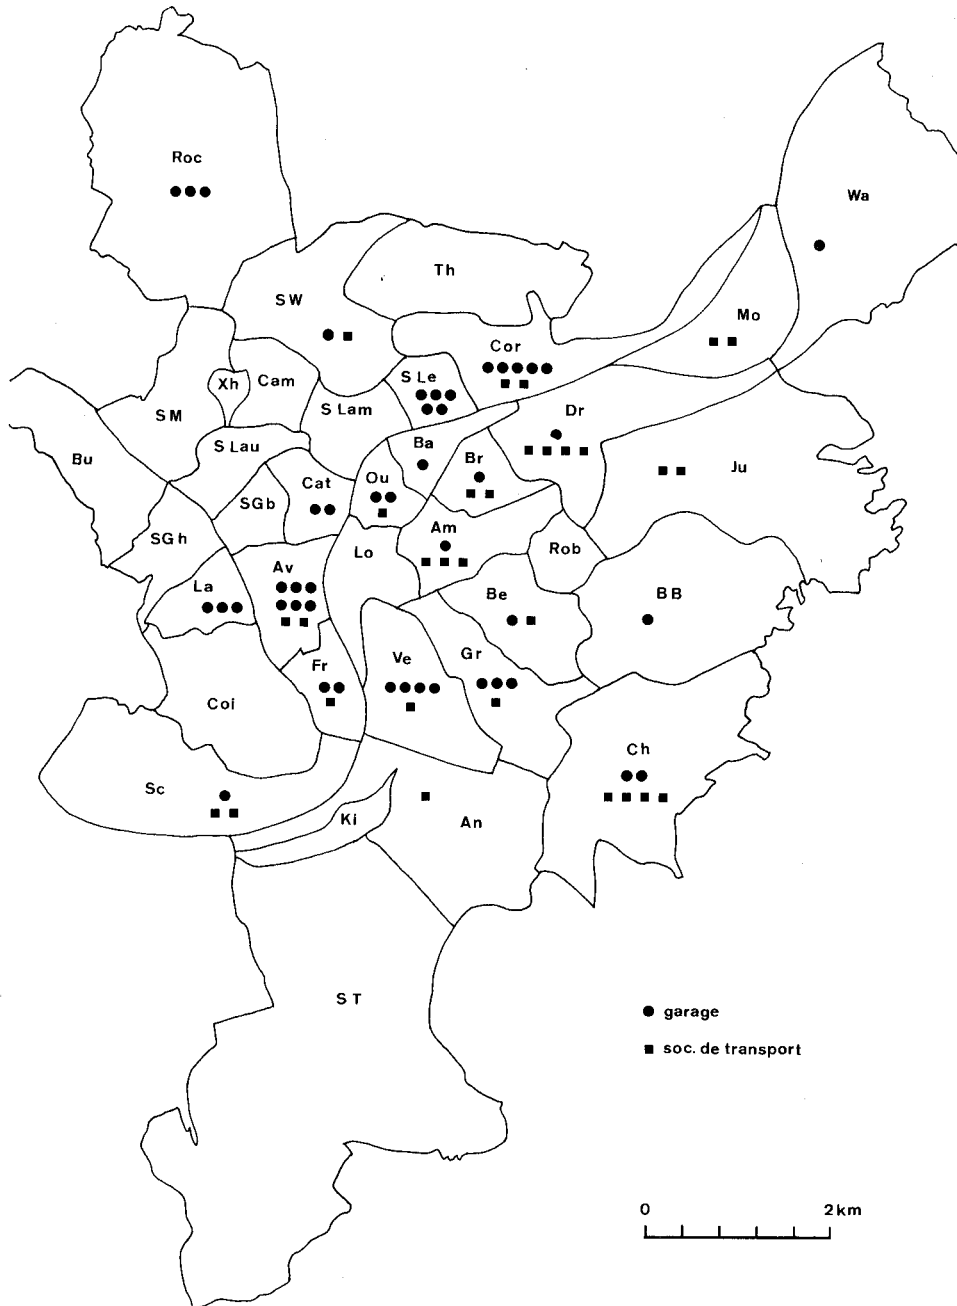 Roc
Wa
Th
SW
Mo
Cor
S Le
Xh
Cam
S Lam
Dr
SM
Ba
S Lau
Bu
Br
Ju
Cat
Ou
SGb
Am
SGh
Lo
Rob
Av
La
Be
BB
Fr
Ve
Gr
Coi
Ch
Sc
Ki
An
S T
garage
soc. de transport
0 2km